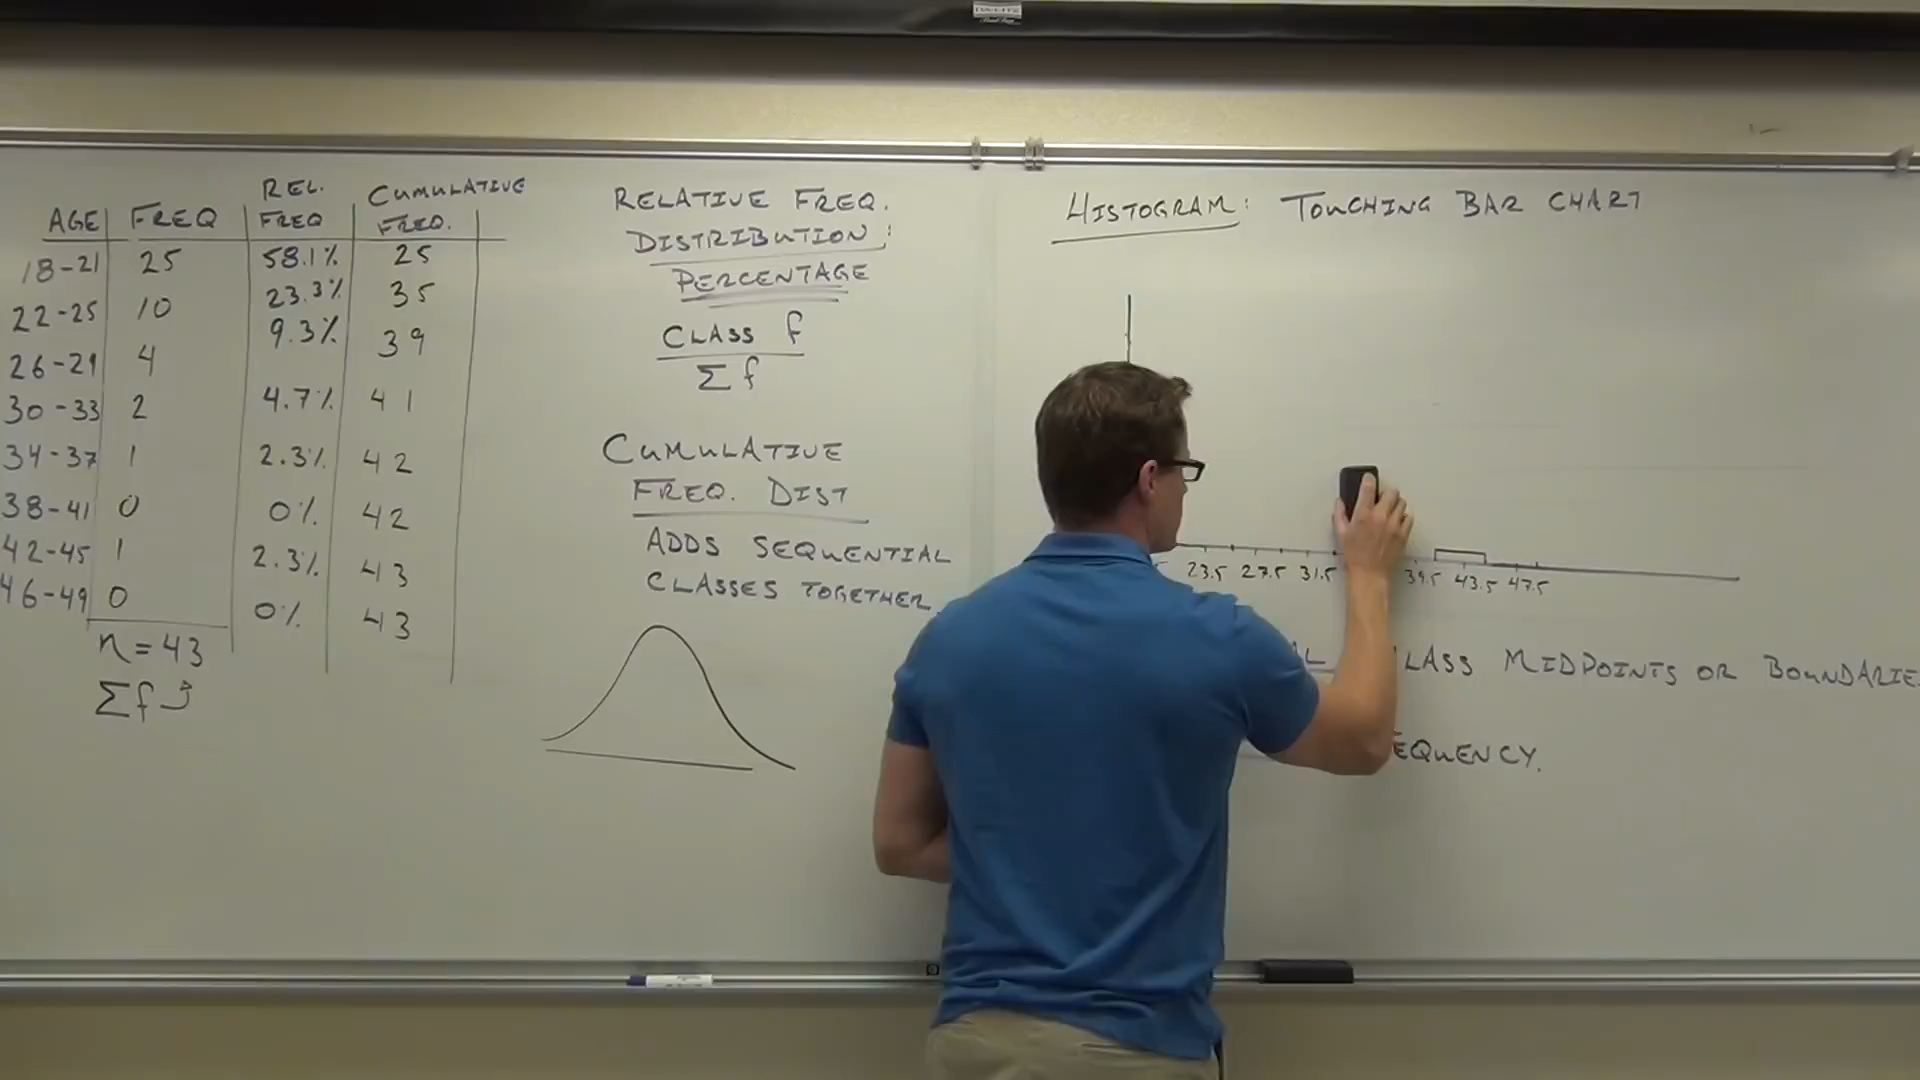 AGE FREQ REL. FREQ CUMULATIVE FREQ.
18-21 25 58.1% 25
22-25 10 23.3% 35
26-29 4 9.3% 39
30-33 2 4.7% 41
34-37 1 2.3% 42
38-41 0 0% 42
42-45 1 2.3% 43
46-49 0 0% 43
n = 43
Σf
RELATIVE FREQ.
DISTRIBUTION:
PERCENTAGE
CLASS f
Σ f
CUMULATIVE
FREQ. DIST
ADDS SEQUENTIAL
CLASSES TOGETHER
HISTOGRAM: TOUCHING BAR CHART
23.5 27.5 31.5 39.5 43.5 47.5
MIDPOINTS OR BOUNDARIE